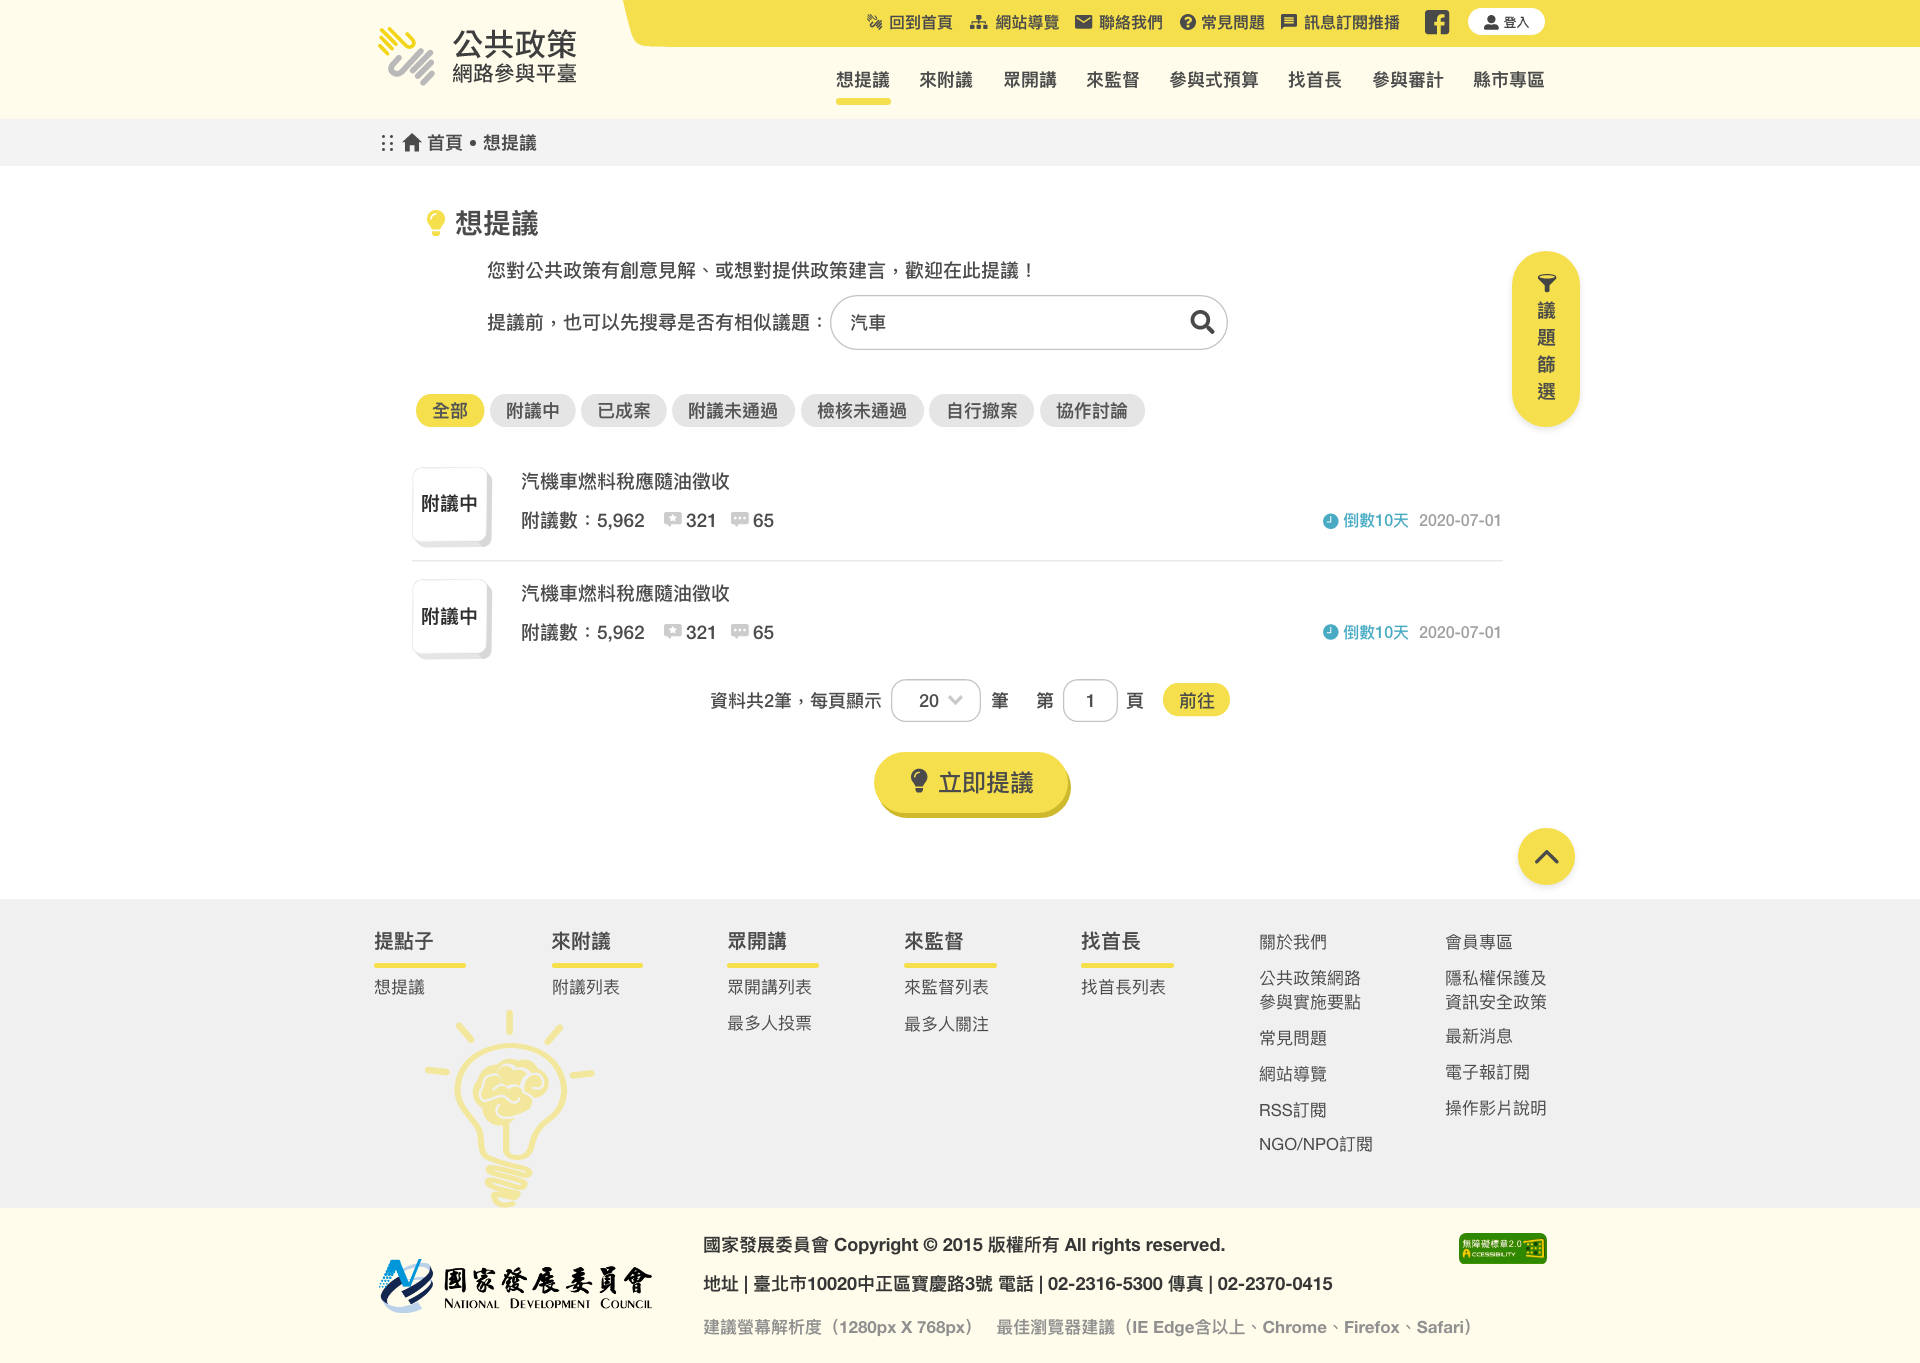 公共政策
網路參與平臺
回到首頁 網站導覽 聯絡我們 常見問題 訊息訂閱推播 登入
想提議 來附議 眾開講 來監督 參與式預算 找首長 參與審計 縣市專區
首頁 • 想提議
想提議
您對公共政策有創意見解、或想對提供政策建言，歡迎在此提議！
提議前，也可以先搜尋是否有相似議題： 汽車
議
題
篩
選
全部 附議中 已成案 附議未通過 檢核未通過 自行撤案 協作討論
附議中
汽機車燃料稅應隨油徵收
附議數：5,962 321 65 倒數10天 2020-07-01
附議中
汽機車燃料稅應隨油徵收
附議數：5,962 321 65 倒數10天 2020-07-01
資料共2筆，每頁顯示 20 筆 第 1 頁 前往
立即提議
提點子
想提議
來附議
附議列表
眾開講
眾開講列表
最多人投票
來監督
來監督列表
最多人關注
找首長
找首長列表
關於我們
公共政策網路
參與實施要點
常見問題
網站導覽
RSS訂閱
NGO/NPO訂閱
會員專區
隱私權保護及
資訊安全政策
最新消息
電子報訂閱
操作影片說明
國家發展委員會
NATIONAL DEVELOPMENT COUNCIL
國家發展委員會 Copyright © 2015 版權所有 All rights reserved.
地址 | 臺北市10020中正區寶慶路3號 電話 | 02-2316-5300 傳真 | 02-2370-0415
建議螢幕解析度（1280px X 768px） 最佳瀏覽器建議（IE Edge含以上、Chrome、Firefox、Safari）
無障礙標章2.0
ACCESSIBILITY